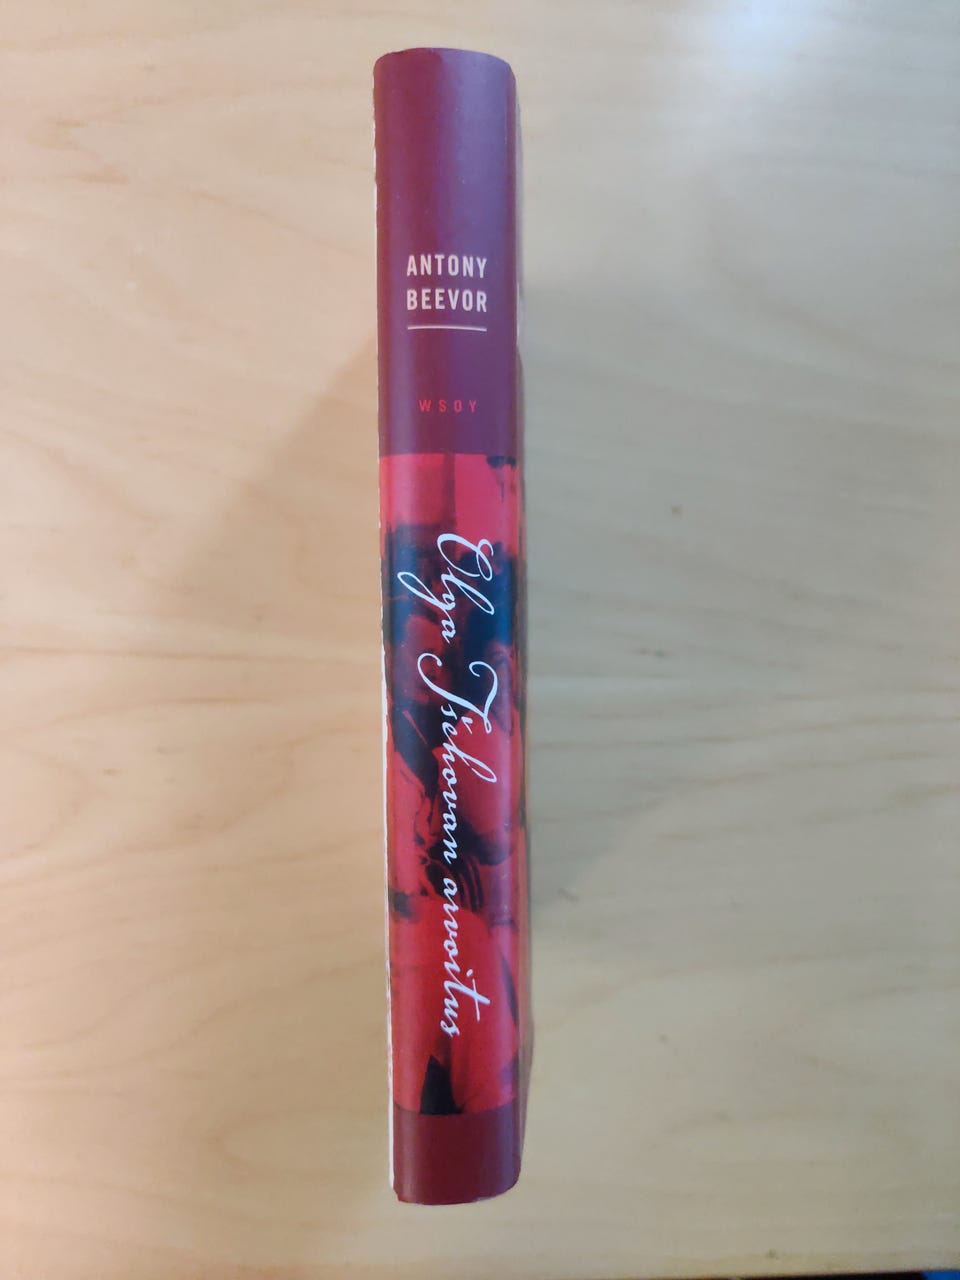 ANTONY
BEEVOR
WSOY
Olga Tšehovan arvoitus